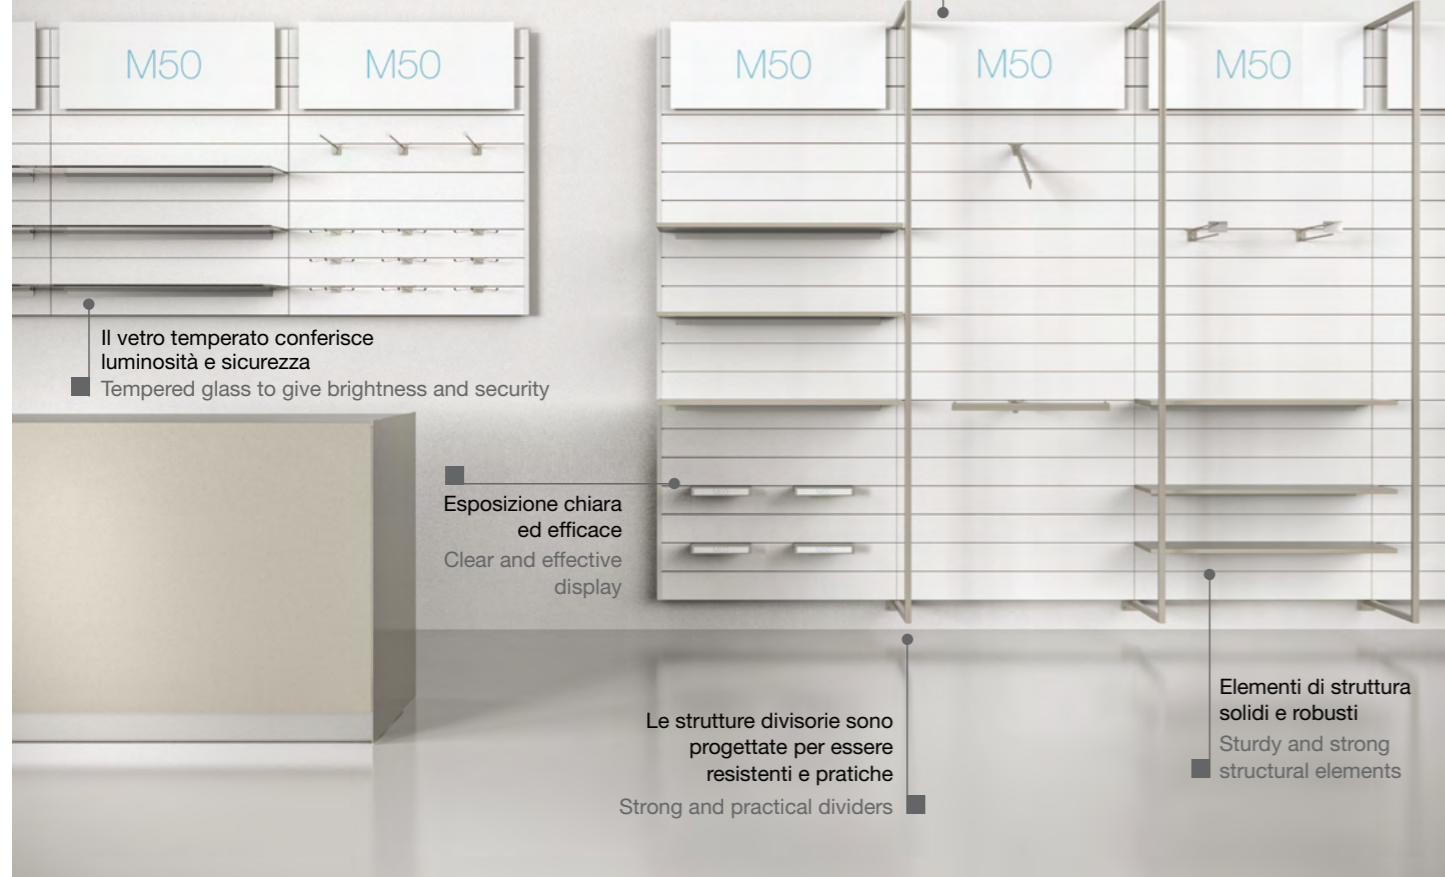 M50
M50
M50
M50
M50
Il vetro temperato conferisce
luminosità e sicurezza
Tempered glass to give brightness and security
Esposizione chiara
ed efficace
Clear and effective
display
Le strutture divisorie sono
progettate per essere
resistenti e pratiche
Strong and practical dividers
Elementi di struttura
solidi e robusti
Sturdy and strong
structural elements